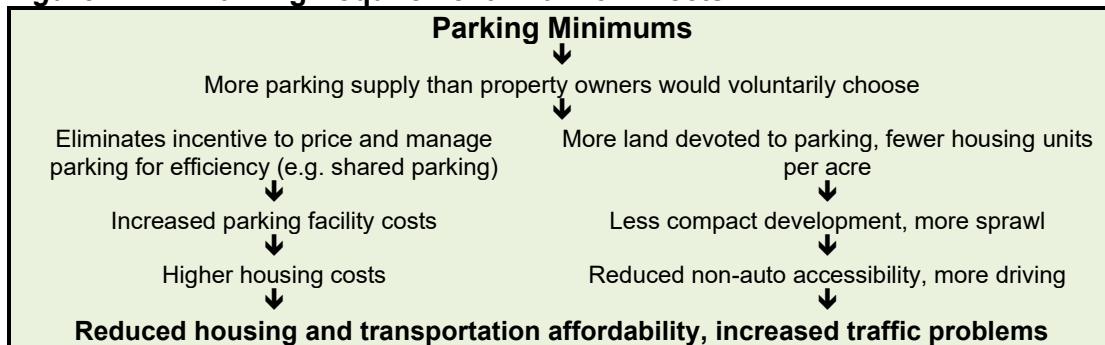 Parking Minimums
🡻
More parking supply than property owners would voluntarily choose
🡻
Eliminates incentive to price and manage
parking for efficiency (e.g. shared parking)
🡻
Increased parking facility costs
🡻
Higher housing costs
🡻
More land devoted to parking, fewer housing units
per acre
🡻
Less compact development, more sprawl
🡻
Reduced non-auto accessibility, more driving
🡻
Reduced housing and transportation affordability, increased traffic problems